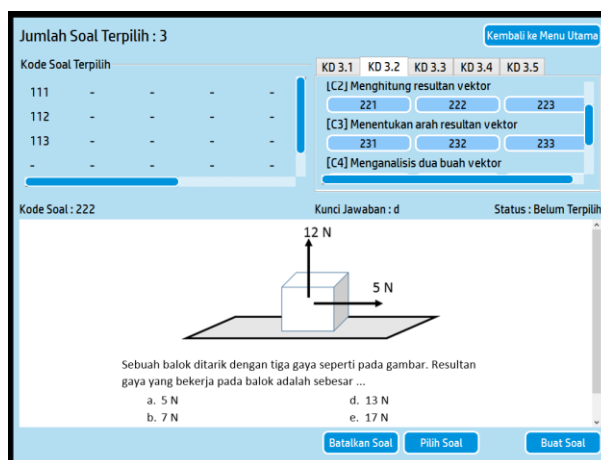 Jumlah Soal Terpilih : 3
Kembali ke Menu Utama
Kode Soal Terpilih
111 - - - -
112 - - - -
113 - - - -
- - - - -
KD 3.1 KD 3.2 KD 3.3 KD 3.4 KD 3.5
[C2] Menghitung resultan vektor
221 222 223
[C3] Menentukan arah resultan vektor
231 232 233
[C4] Menganalisis dua buah vektor
Kode Soal : 222 Kunci Jawaban : d Status : Belum Terpilih
12 N
5 N
Sebuah balok ditarik dengan tiga gaya seperti pada gambar. Resultan
gaya yang bekerja pada balok adalah sebesar ...
a. 5 N d. 13 N
b. 7 N e. 17 N
Batalkan Soal Pilih Soal Buat Soal